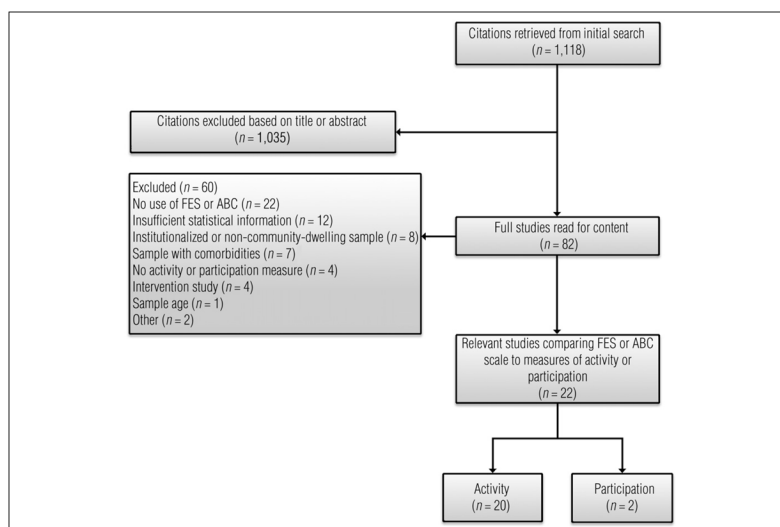 Citations retrieved from initial search
(n = 1,118)
Citations excluded based on title or abstract
(n = 1,035)
Excluded (n = 60)
No use of FES or ABC (n = 22)
Insufficient statistical information (n = 12)
Institutionalized or non-community-dwelling sample (n = 8)
Sample with comorbidities (n = 7)
No activity or participation measure (n = 4)
Intervention study (n = 4)
Sample age (n = 1)
Other (n = 2)
Full studies read for content
(n = 82)
Relevant studies comparing FES or ABC
scale to measures of activity or
participation
(n = 22)
Activity
(n = 20)
Participation
(n = 2)